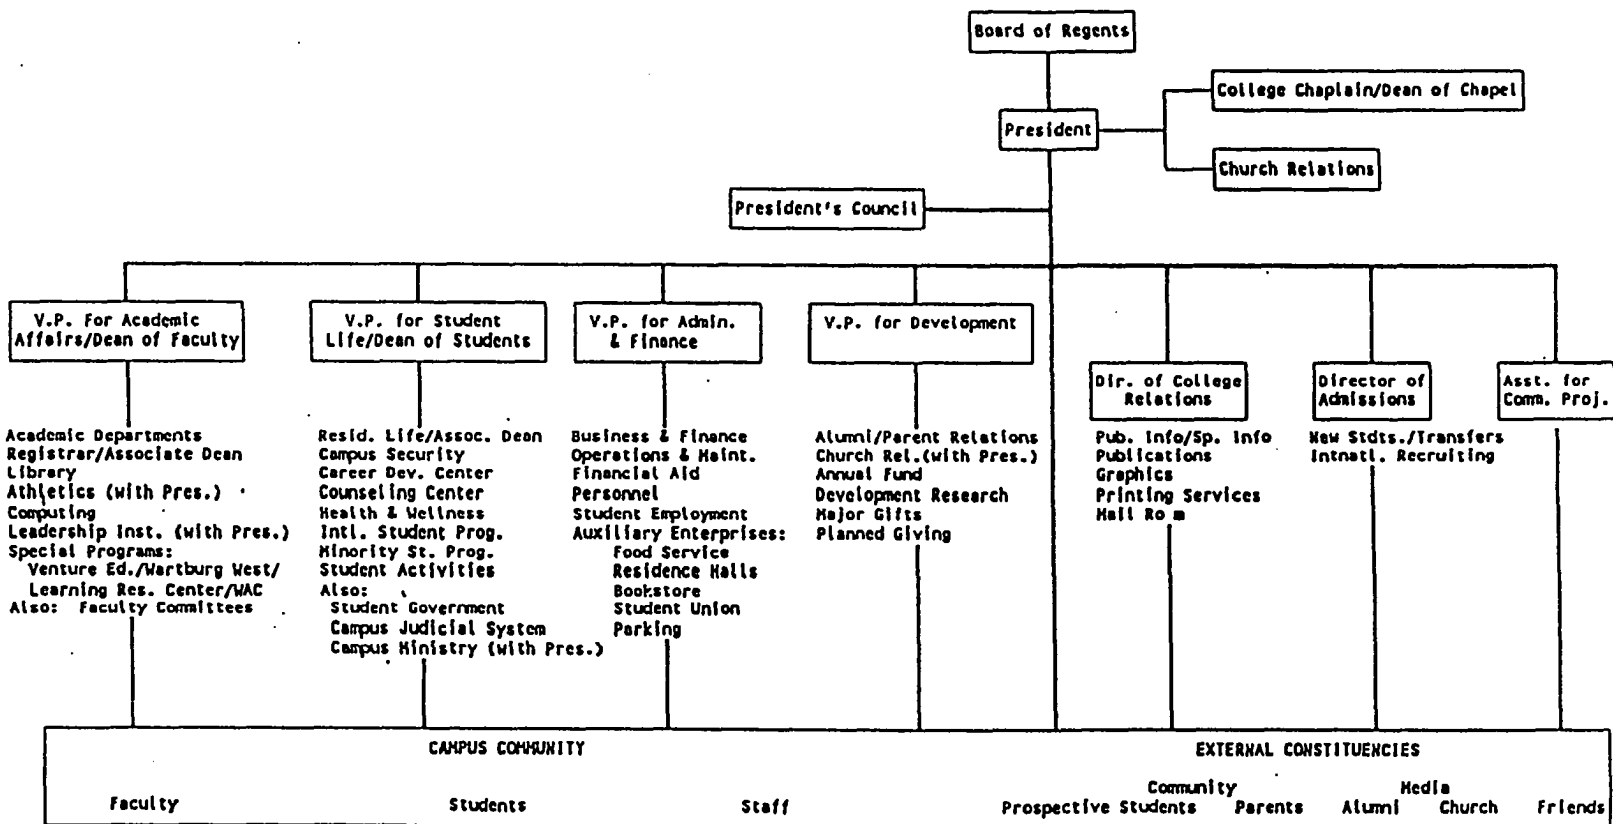 Board of Regents
College Chaplain/Dean of Chapel
President
Church Relations
President's Council
V.P. For Academic
Affairs/Dean of Faculty
V.P. for Student
Life/Dean of Students
V.P. for Admin.
& Finance
V.P. for Development
Dir. of College
Relations
Director of
Admissions
Asst. for
Comm. Proj.
Academic Departments
Registrar/Associate Dean
Library
Athletics (with Pres.)
Computing
Leadership Inst. (with Pres.)
Special Programs:
Venture Ed./Wartburg West/
Learning Res. Center/WAC
Also: Faculty Committees
Resid. Life/Assoc. Dean
Campus Security
Career Dev. Center
Counseling Center
Health & Wellness
Intl. Student Prog.
Minority St. Prog.
Student Activities
Also:
Student Government
Campus Judicial System
Campus Ministry (with Pres.)
Business & Finance
Operations & Maint.
Financial Aid
Personnel
Student Employment
Auxiliary Enterprises:
Food Service
Residence Halls
Bookstore
Student Union
Parking
Alumni/Parent Relations
Church Rel.(with Pres.)
Annual Fund
Development Research
Major Gifts
Planned Giving
Pub. Info/Sp. Info
Publications
Graphics
Printing Services
Mail Room
New Stdts./Transfers
Intnatl. Recruiting
CAMPUS COMMUNITY
Faculty Students Staff
EXTERNAL CONSTITUENCIES
Community Media
Prospective Students Parents Alumni Church Friends